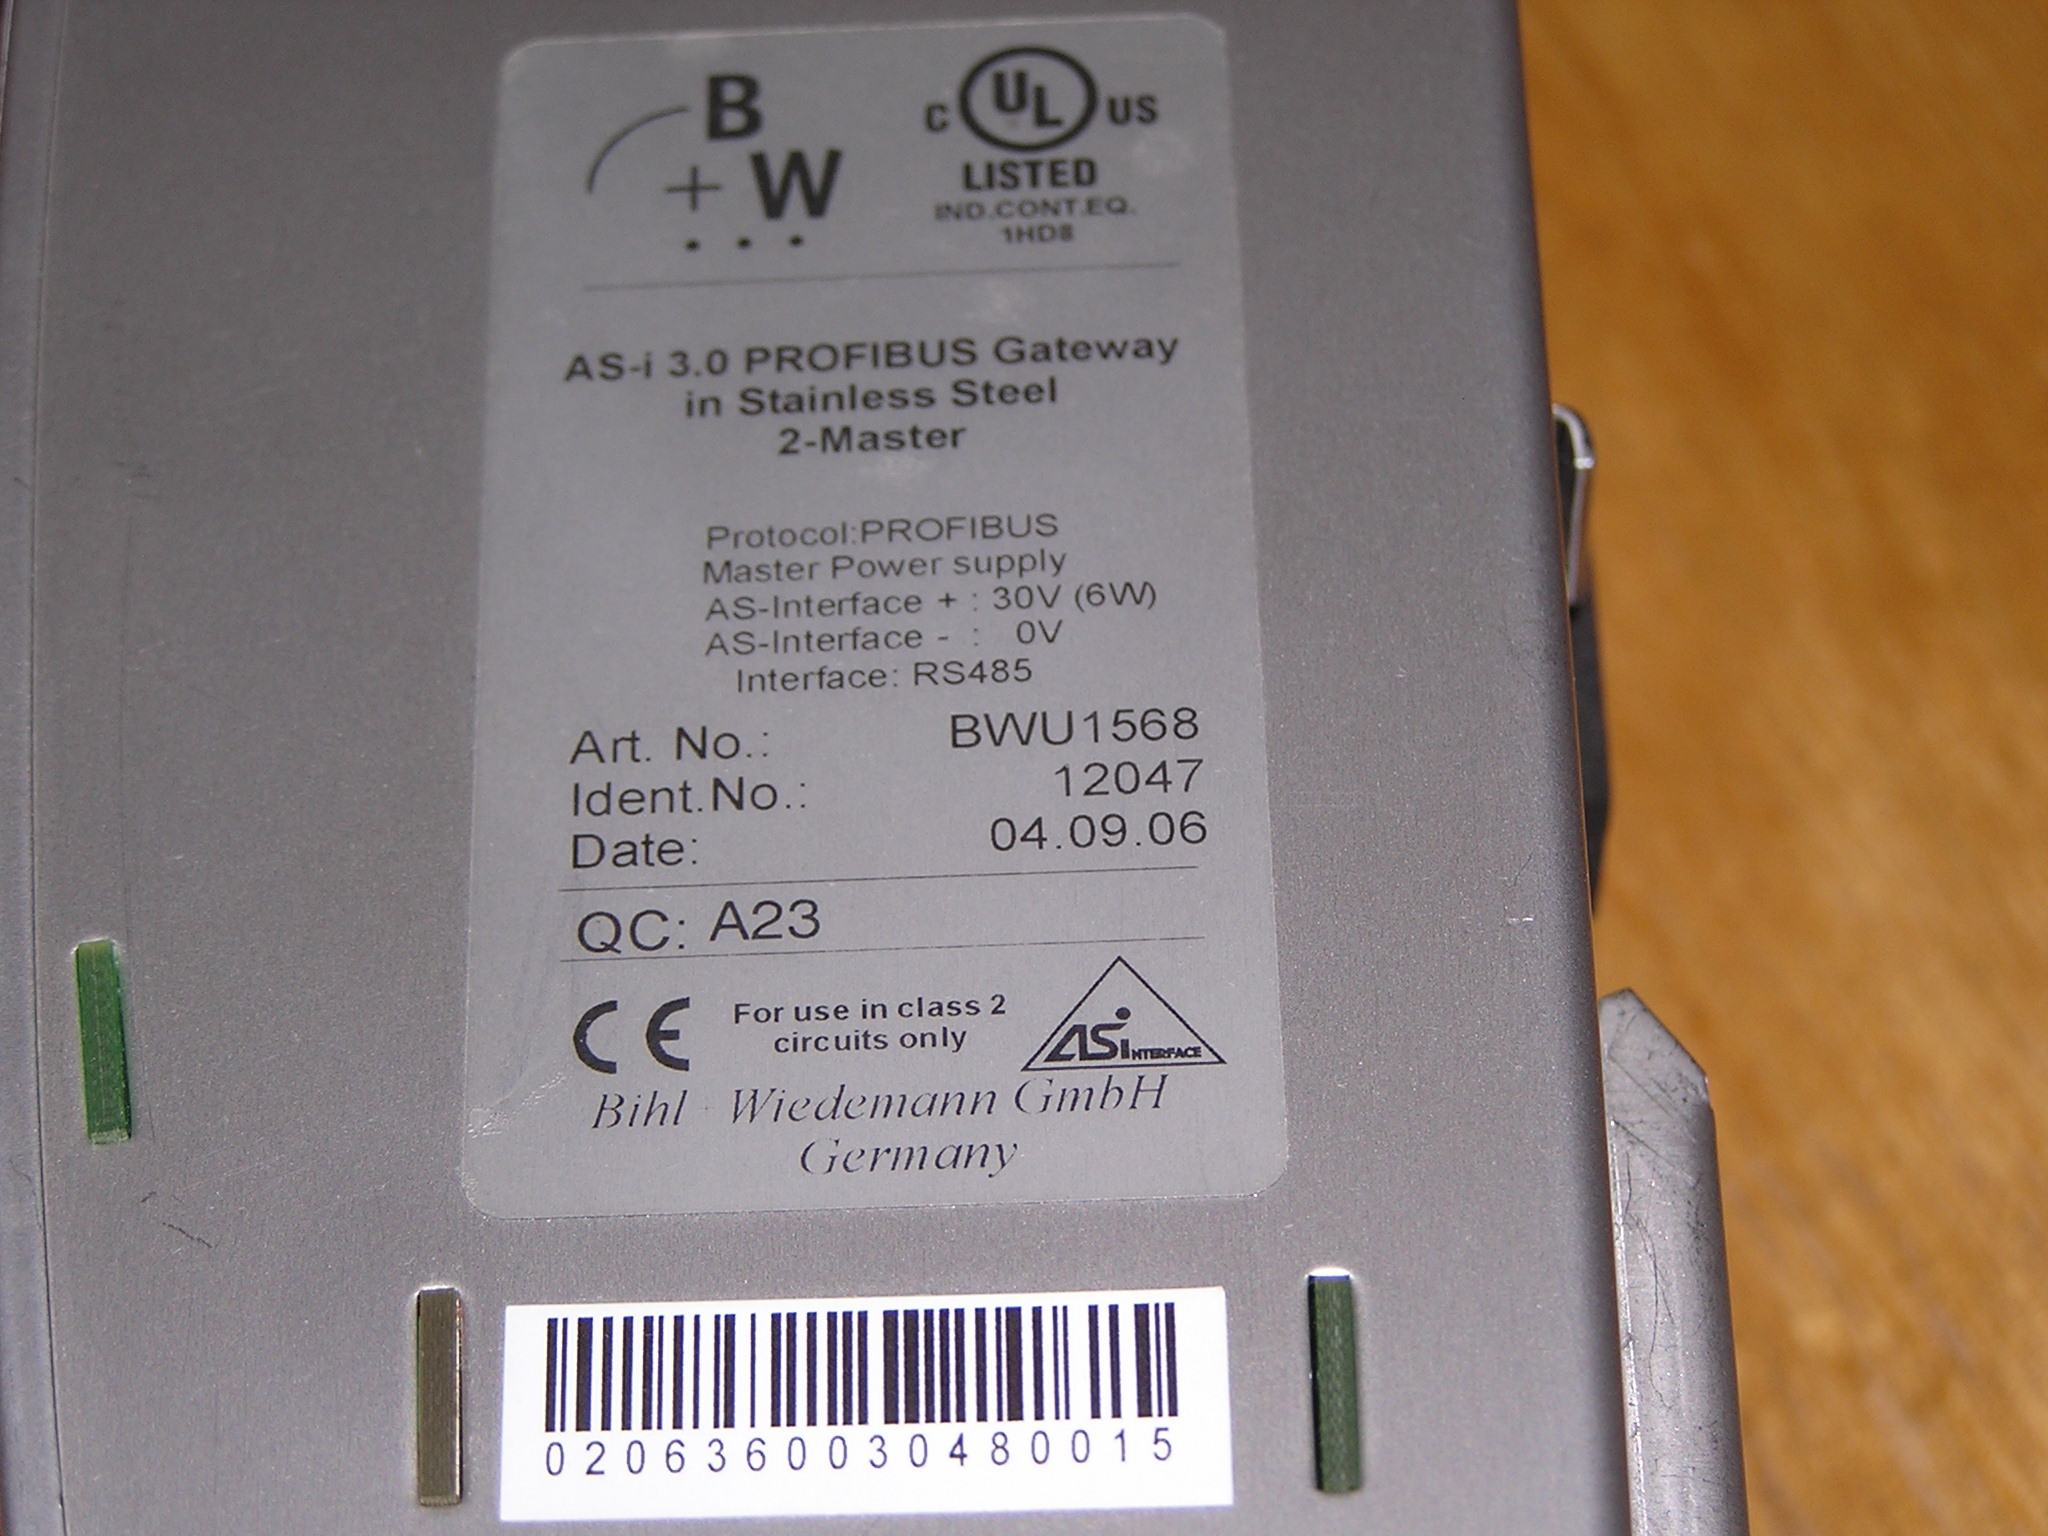 B
+ W
C UL US
LISTED
IND.CONT.EQ.
1HD8
AS-i 3.0 PROFIBUS Gateway
in Stainless Steel
2-Master
Protocol:PROFIBUS
Master Power supply
AS-Interface + : 30V (6W)
AS-Interface - : 0V
Interface: RS485
Art. No.: BWU1568
Ident.No.: 12047
Date: 04.09.06
QC: A23
CE
For use in class 2
circuits only
ASi INTERFACE
Bihl Wiedemann GmbH
Germany
0206360030480015